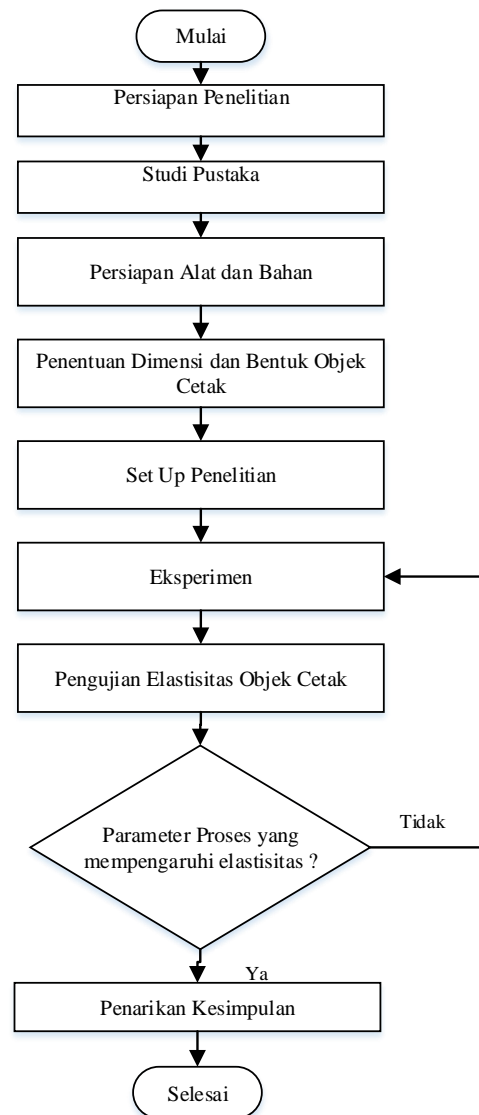 Mulai
Persiapan Penelitian
Studi Pustaka
Persiapan Alat dan Bahan
Penentuan Dimensi dan Bentuk Objek
Cetak
Set Up Penelitian
Eksperimen
Pengujian Elastisitas Objek Cetak
Parameter Proses yang
mempengaruhi elastisitas ?
Tidak
Ya
Penarikan Kesimpulan
Selesai